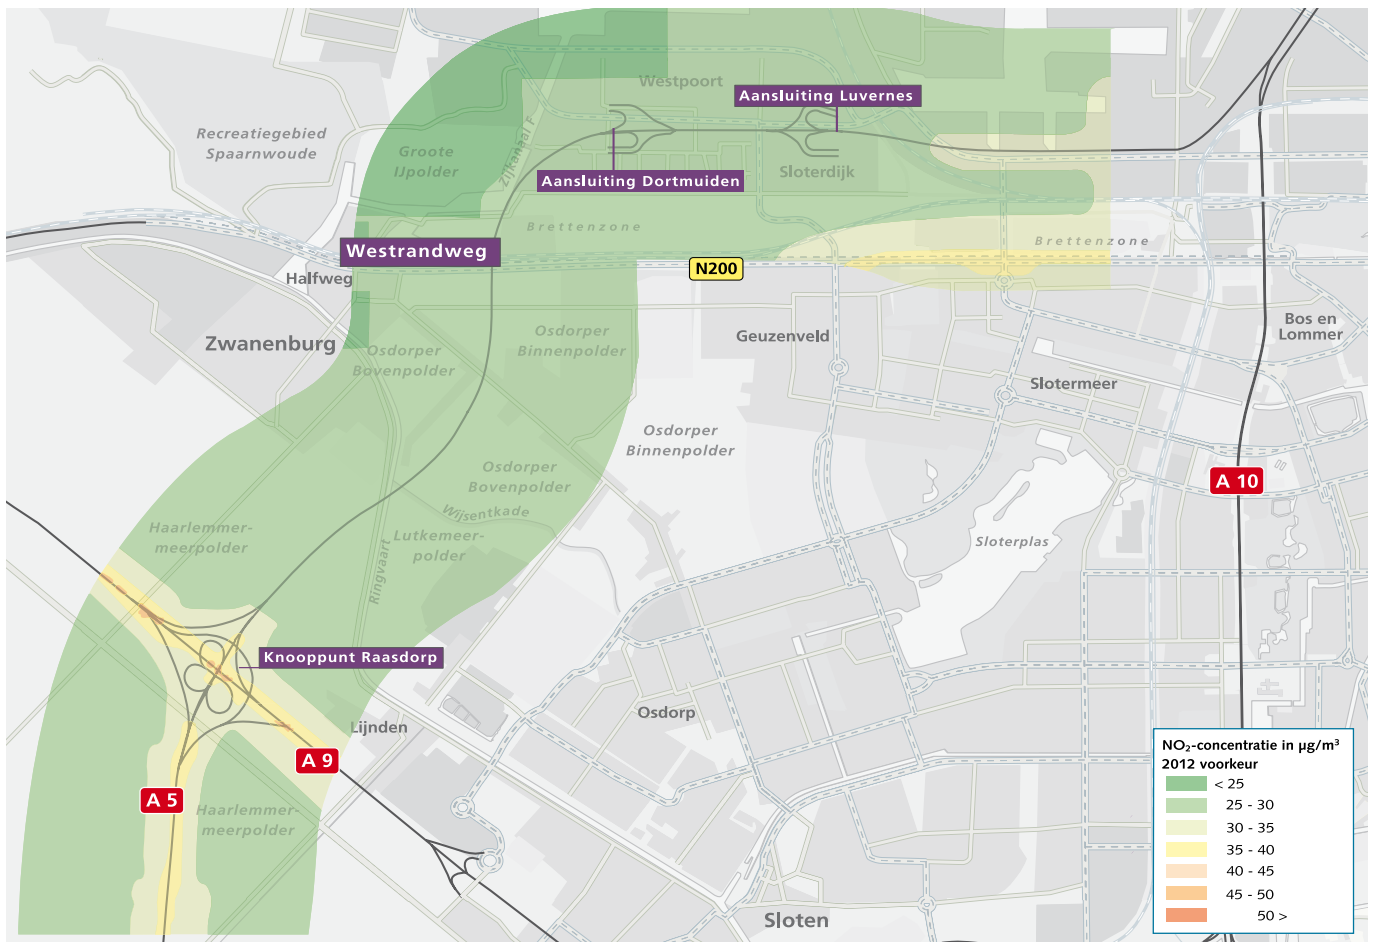 Westpoort
Aansluiting Luvernes
Recreatiegebied
Spaarnwoude
Groote
IJpolder
Zijkanaal F
Sloterdijk
Aansluiting Dortmuiden
Brettenzone
Brettenzone
Westrandweg
N200
Halfweg
Zwanenburg
Osdorper
Bovenpolder
Osdorper
Binnenpolder
Geuzenveld
Bos en
Lommer
Slotermeer
Osdorper
Binnenpolder
Osdorper
Bovenpolder
A 10
Wijsentkade
Haarlemmer-
meerpolder
Lutkemeer-
polder
Ringvaart
Sloterplas
Knooppunt Raasdorp
Lijnden
Osdorp
A 9
A 5
Haarlemmer-
meerpolder
Sloten
NO₂-concentratie in µg/m³
2012 voorkeur
< 25
25 - 30
30 - 35
35 - 40
40 - 45
45 - 50
50 >